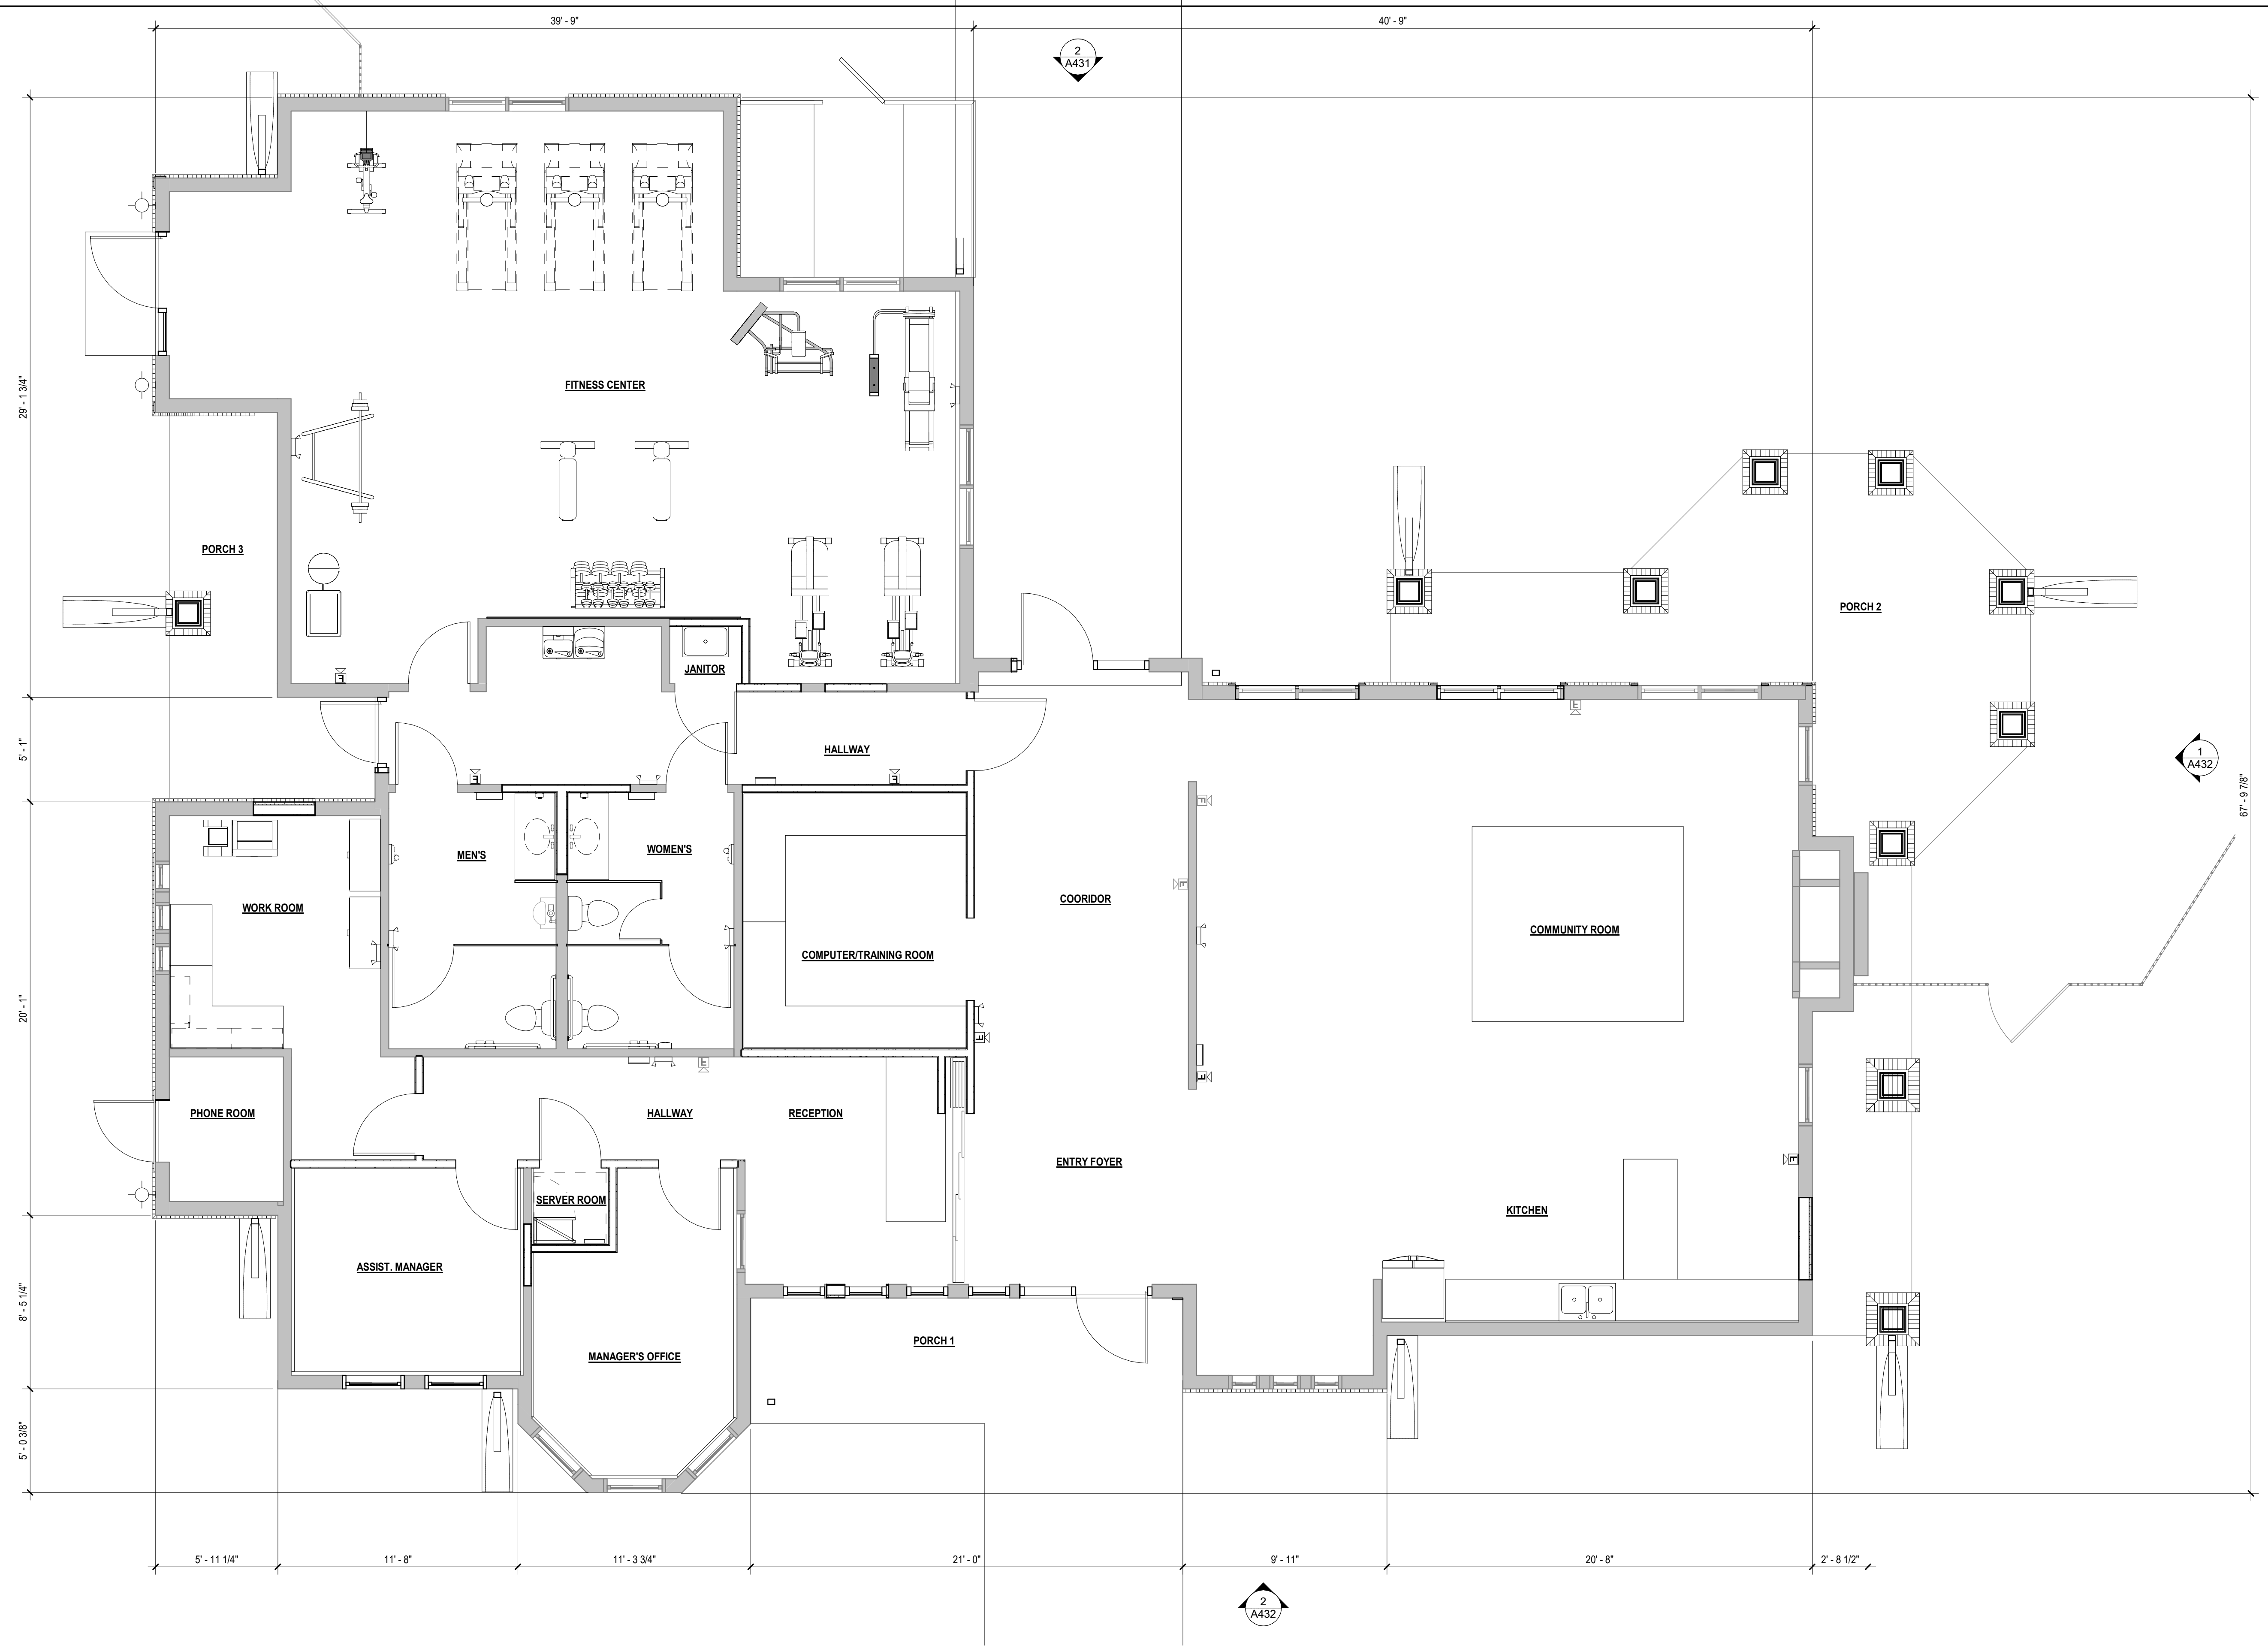 39' - 9"
40' - 9"
2
A431
29' - 1 3/4"
FITNESS CENTER
PORCH 3
PORCH 2
JANITOR
5' - 1"
HALLWAY
1
A432
67' - 9 7/8"
MEN'S
WOMEN'S
WORK ROOM
COORIDOR
COMMUNITY ROOM
COMPUTER/TRAINING ROOM
20' - 1"
PHONE ROOM
HALLWAY
RECEPTION
ENTRY FOYER
SERVER ROOM
KITCHEN
ASSIST. MANAGER
8' - 5 1/4"
PORCH 1
MANAGER'S OFFICE
5' - 0 3/8"
5' - 11 1/4"
11' - 8"
11' - 3 3/4"
21' - 0"
9' - 11"
20' - 8"
2' - 8 1/2"
2
A432